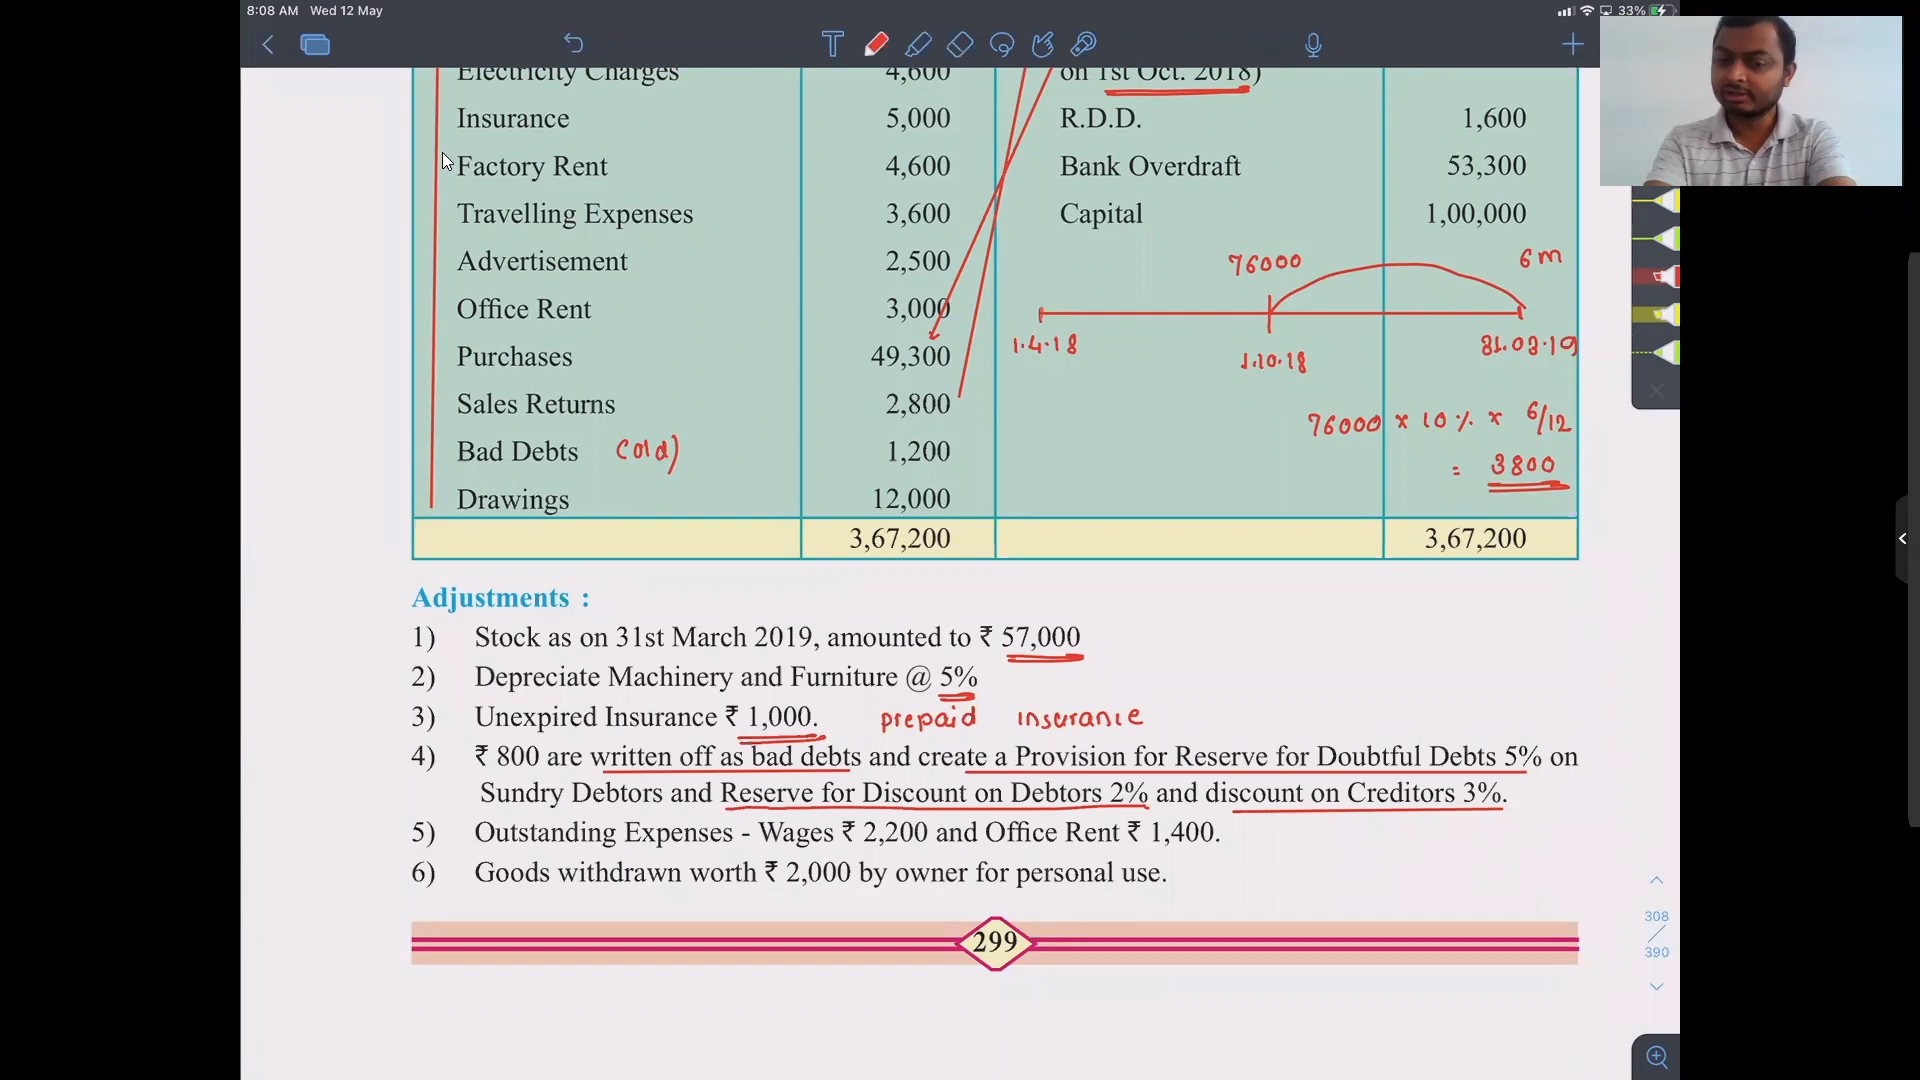 8:08 AM Wed 12 May
33%
Electricity Charges 4,600 on 1st Oct. 2018)
Insurance 5,000 R.D.D. 1,600
Factory Rent 4,600 Bank Overdraft 53,300
Travelling Expenses 3,600 Capital 1,00,000
Advertisement 2,500 76000 6m
Office Rent 3,000
1.4.18 1.10.18 31.03.19
Purchases 49,300
Sales Returns 2,800 76000 x 10% x 6/12
Bad Debts (old) 1,200 = 3800
Drawings 12,000
3,67,200 3,67,200
Adjustments :
1) Stock as on 31st March 2019, amounted to ₹ 57,000
2) Depreciate Machinery and Furniture @ 5%
3) Unexpired Insurance ₹ 1,000. prepaid insurance
4) ₹ 800 are written off as bad debts and create a Provision for Reserve for Doubtful Debts 5% on
Sundry Debtors and Reserve for Discount on Debtors 2% and discount on Creditors 3%.
5) Outstanding Expenses - Wages ₹ 2,200 and Office Rent ₹ 1,400.
6) Goods withdrawn worth ₹ 2,000 by owner for personal use.
299
308
390